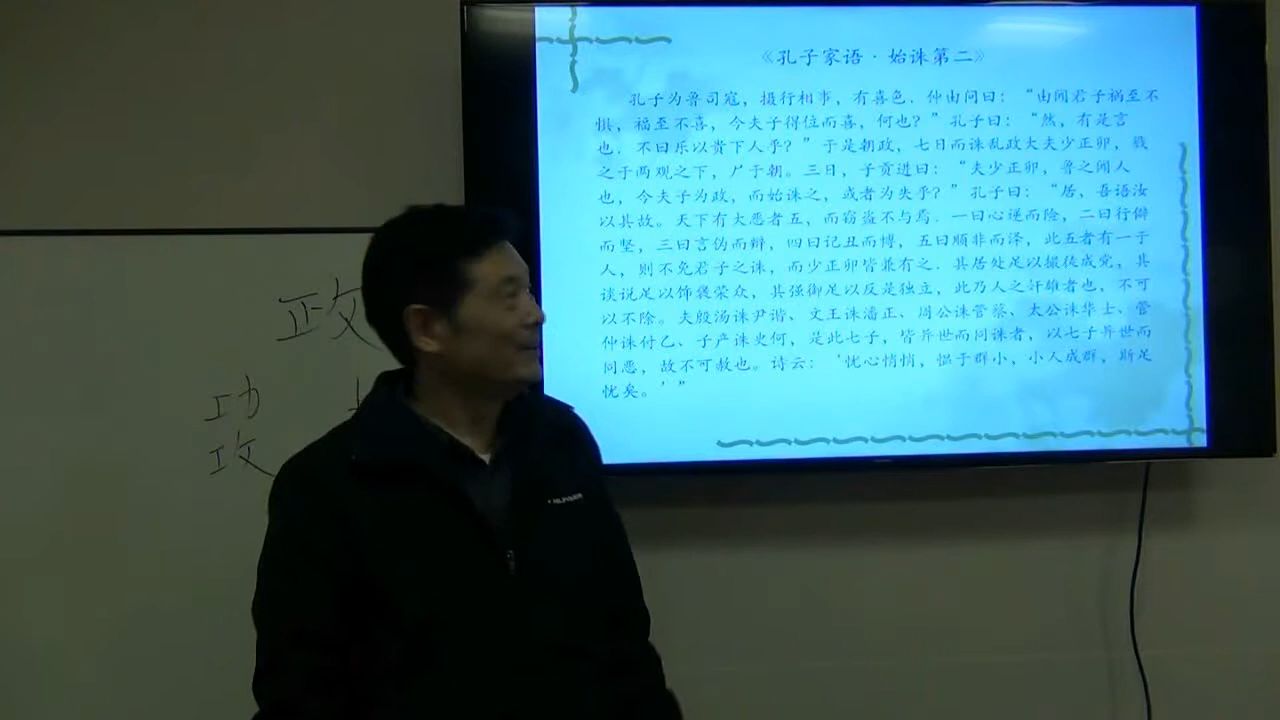 《孔子家语·始诛第二》
孔子为鲁司寇，摄行相事，有喜色．仲由问曰：“由闻君子祸至不
惧，福至不喜，今夫子得位而喜，何也？”孔子曰：“然，有是言
也．不曰乐以贵下人乎？”于是朝政，七日而诛乱政大夫少正卯，戮
之于两观之下，尸于朝。三日，子贡进曰：“夫少正卯，鲁之闻人
也，今夫子为政，而始诛之，或者为失乎？”孔子曰：“居，吾语汝
以其故。天下有大恶者五，而窃盗不与焉．一曰心逆而险，二曰行僻
而坚，三曰言伪而辩，四曰记丑而博，五曰顺非而泽，此五者有一于
人，则不免君子之诛，而少正卯皆兼有之．其居处足以撮徒成党，其
谈说足以饰褒荣众，其强御足以反是独立，此乃人之奸雄者也，不可
以不除。夫殷汤诛尹谐、文王诛潘正、周公诛管蔡、太公诛华士、管
仲诛付乙、子产诛史何，是此七子，皆异世而同诛者，以七子异世而
同恶，故不可赦也。诗云：‘忧心悄悄，愠于群小，小人成群，斯足
忧矣。’”
政
功
攻